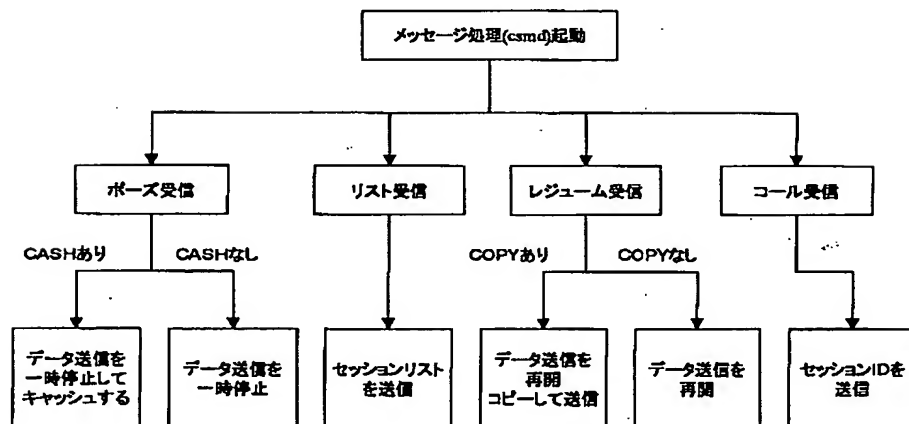 メッセージ処理(csmd)起動
ポーズ受信
リスト受信
レジューム受信
コール受信
CASHあり
CASHなし
COPYあり
COPYなし
データ送信を
一時停止して
キャッシュする
データ送信を
一時停止
セッションリスト
を送信
データ送信を
再開
コピーして送信
データ送信を
再開
セッションIDを
送信